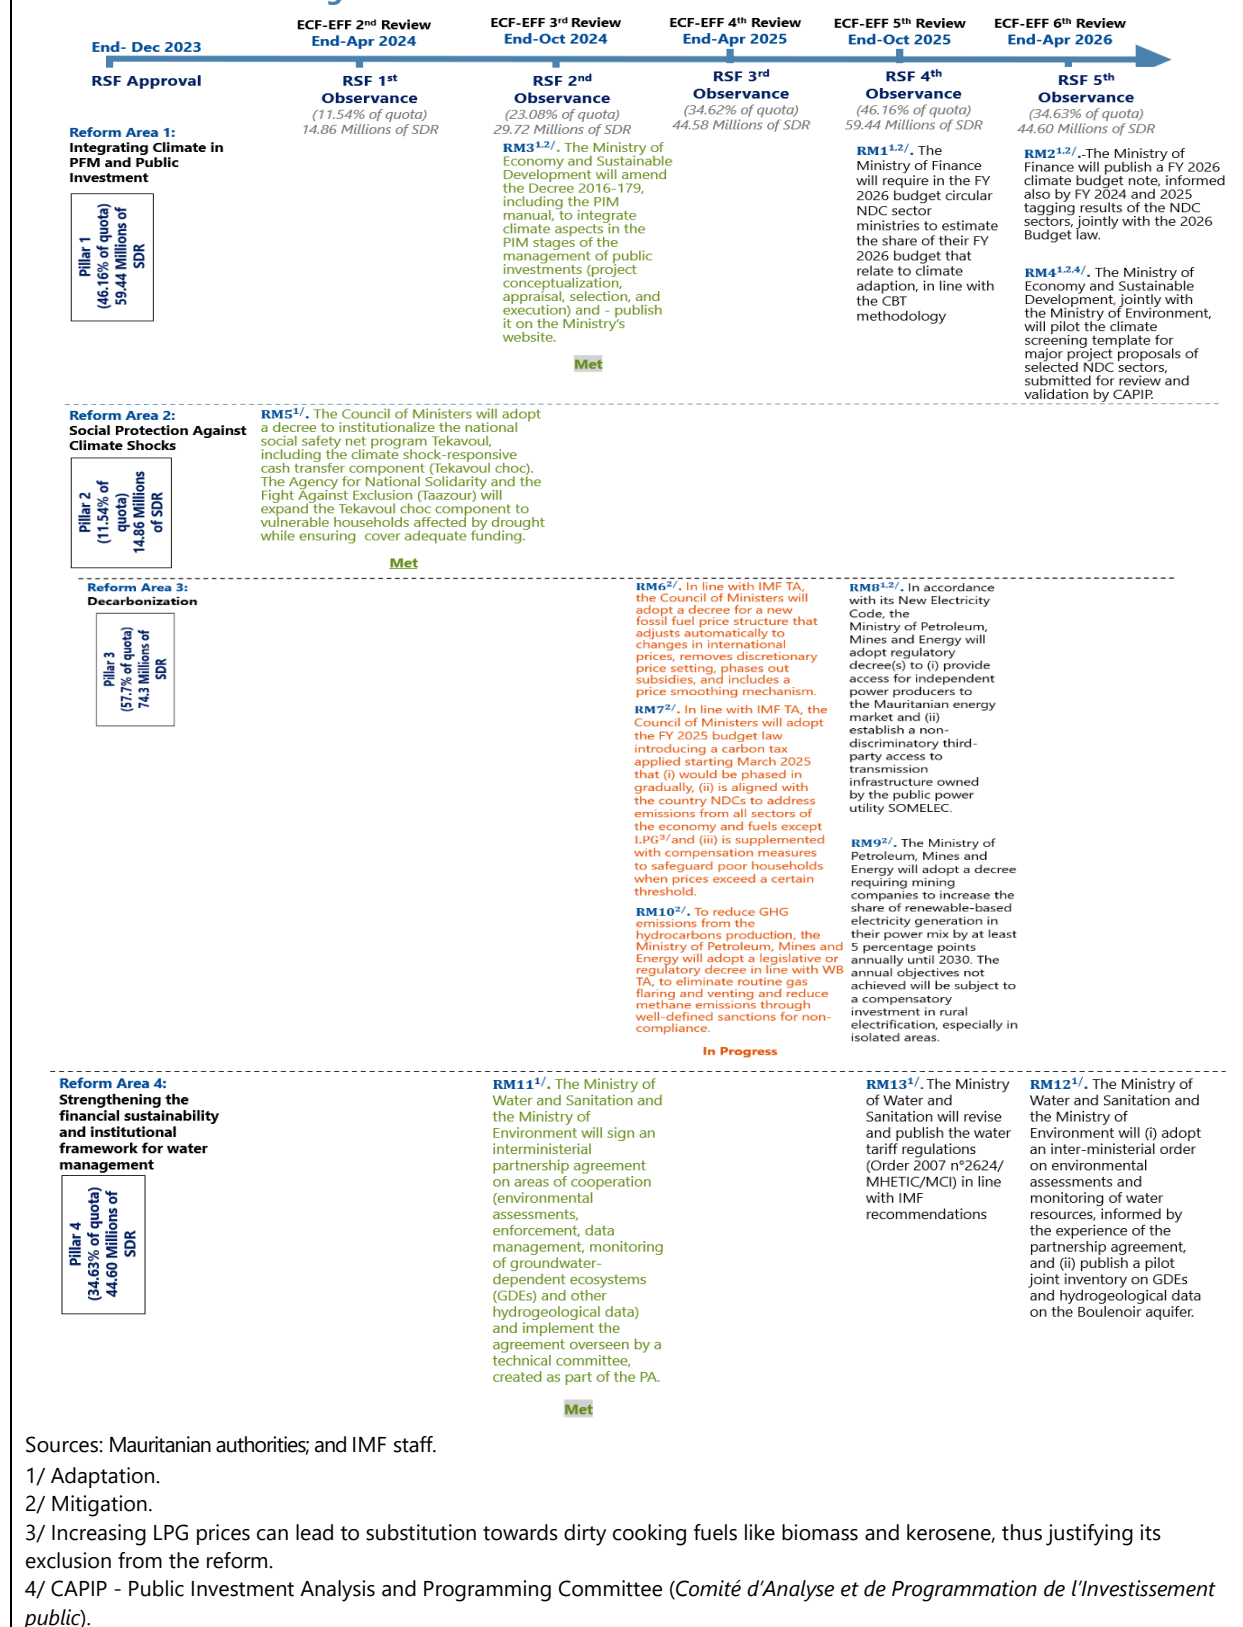 ECF-EFF 2nd Review
End-Apr 2024
ECF-EFF 3rd Review
End-Oct 2024
ECF-EFF 4th Review
End-Apr 2025
ECF-EFF 5th Review
End-Oct 2025
ECF-EFF 6th Review
End-Apr 2026
End- Dec 2023
RSF Approval
RSF 1st
Observance
(11.54% of quota)
14.86 Millions of SDR
RSF 2nd
Observance
(23.08% of quota)
29.72 Millions of SDR
RSF 3rd
Observance
(34.62% of quota)
44.58 Millions of SDR
RSF 4th
Observance
(46.16% of quota)
59.44 Millions of SDR
RSF 5th
Observance
(34.63% of quota)
44.60 Millions of SDR
Reform Area 1:
Integrating Climate in
PFM and Public
Investment
Pillar 1
(46.16% of quota)
59.44 Millions of
SDR
RM31.2/. The Ministry of
Economy and Sustainable
Development will amend
the Decree 2016-179,
including the PIM
manual, to integrate
climate aspects in the
PIM stages of the
management of public
investments (project
conceptualization,
appraisal, selection, and
execution) and - publish
it on the Ministry's
website.
Met
RM11.2/. The
Ministry of Finance
will require in the FY
2026 budget circular
NDC sector
ministries to estimate
the share of their FY
2026 budget that
relate to climate
adaption, in line with
the CBT
methodology
RM21.2/.-The Ministry of
Finance will publish a FY 2026
climate budget note, informed
also by FY 2024 and 2025
tagging results of the NDC
sectors, jointly with the 2026
Budget law.
RM41,2,4/. The Ministry of
Economy and Sustainable
Development, jointly with
the Ministry of Environment,
will pilot the climate
screening template for
major project proposals of
selected NDC sectors,
submitted for review and
validation by CAPIP.
Reform Area 2:
Social Protection Against
Climate Shocks
Pillar 2
(11.54% of
quota)
14.86 Millions
of SDR
RM51/. The Council of Ministers will adopt
a decree to institutionalize the national
social safety net program Tekavoul,
including the climate shock-responsive
cash transfer component (Tekavoul choc).
The Agency for National Solidarity and the
Fight Against Exclusion (Taazour) will
expand the Tekavoul choc component to
vulnerable households affected by drought
while ensuring cover adequate funding.
Met
Reform Area 3:
Decarbonization
Pillar 3
(57.7% of quota)
74.3 Millions of
SDR
RM62/. In line with IMF TA,
the Council of Ministers will
adopt a decree for a new
fossil fuel price structure that
adjusts automatically to
changes in international
prices, removes discretionary
price setting, phases out
subsidies, and includes a
price smoothing mechanism.
RM72/. In line with IMF TA, the
Council of Ministers will adopt
the FY 2025 budget law
introducing a carbon tax
applied starting March 2025
that (i) would be phased in
gradually, (ii) is aligned with
the country NDCs to address
emissions from all sectors of
the economy and fuels except
LPG3/and (iii) is supplemented
with compensation measures
to safeguard poor households
when prices exceed a certain
threshold.
RM102/. To reduce GHG
emissions from the
hydrocarbons production, the
Ministry of Petroleum, Mines and
Energy will adopt a legislative or
regulatory decree in line with WB
TA, to eliminate routine gas
flaring and venting and reduce
methane emissions through
well-defined sanctions for non-
compliance.
In Progress
RM81.2/. In accordance
with its New Electricity
Code, the
Ministry of Petroleum,
Mines and Energy will
adopt regulatory
decree(s) to (i) provide
access for independent
power producers to
the Mauritanian energy
market and (ii)
establish a non-
discriminatory third-
party access to
transmission
infrastructure owned
by the public power
utility SOMELEC.
RM92/. The Ministry of
Petroleum, Mines and
Energy will adopt a decree
requiring mining
companies to increase the
share of renewable-based
electricity generation in
their power mix by at least
5 percentage points
annually until 2030. The
annual objectives not
achieved will be subject to
a compensatory
investment in rural
electrification, especially in
isolated areas.
Reform Area 4:
Strengthening the
financial sustainability
and institutional
framework for water
management
Pillar 4
(34.63% of quota)
44.60 Millions of
SDR
RM111/. The Ministry of
Water and Sanitation and
the Ministry of
Environment will sign an
interministerial
partnership agreement
on areas of cooperation
(environmental
assessments,
enforcement, data
management, monitoring
of groundwater-
dependent ecosystems
(GDEs) and other
hydrogeological data)
and implement the
agreement overseen by a
technical committee,
created as part of the PA.
Met
RM131/. The Ministry
of Water and
Sanitation will revise
and publish the water
tariff regulations
(Order 2007 n°2624/
MHETIC/MCI) in line
with IMF
recommendations
RM121/. The Ministry of
Water and Sanitation and
the Ministry of
Environment will (i) adopt
an inter-ministerial order
on environmental
assessments and
monitoring of water
resources, informed by
the experience of the
partnership agreement,
and (ii) publish a pilot
joint inventory on GDEs
and hydrogeological data
on the Boulenoir aquifer.
Sources: Mauritanian authorities; and IMF staff.
1/ Adaptation.
2/ Mitigation.
3/ Increasing LPG prices can lead to substitution towards dirty cooking fuels like biomass and kerosene, thus justifying its
exclusion from the reform.
4/ CAPIP - Public Investment Analysis and Programming Committee (Comité d'Analyse et de Programmation de l'Investissement
public).